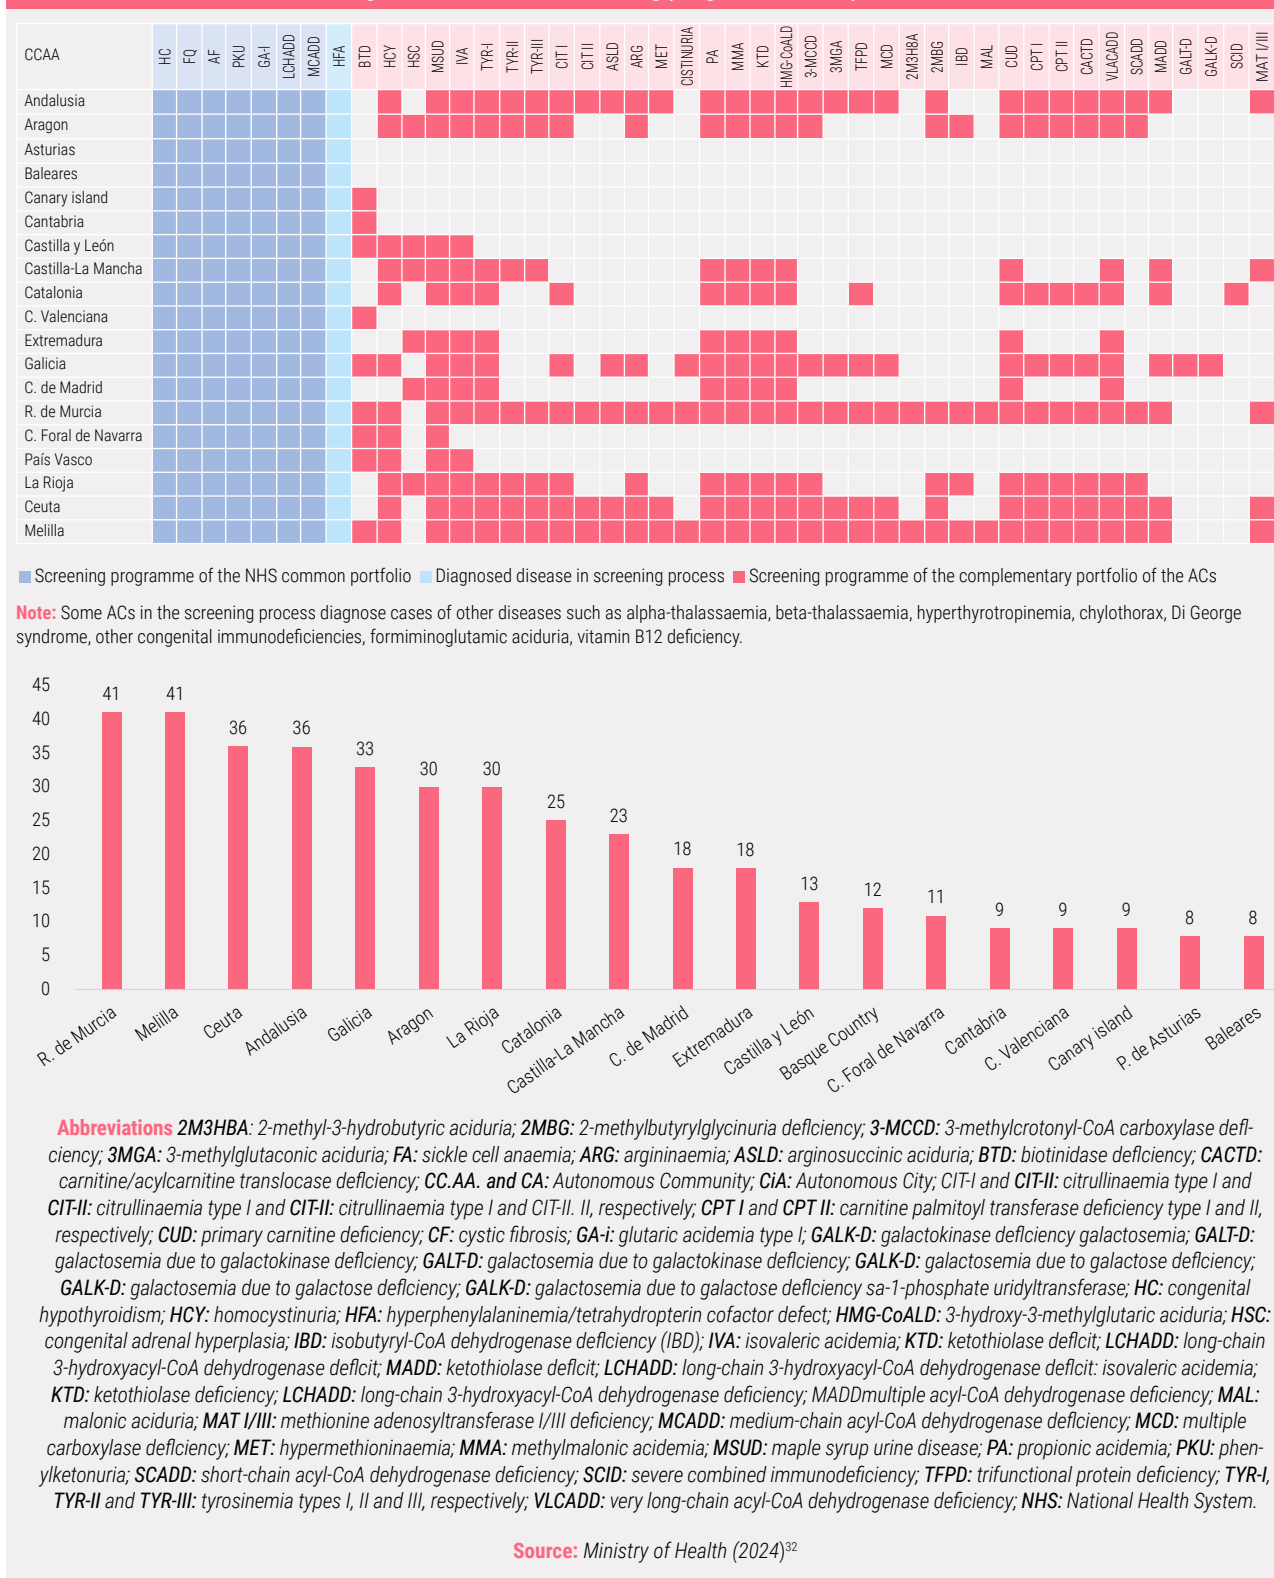 CCAA HC FQ AF PKU GA-I LCHADD MCADD HFA BTD HCY HSC MSUD IVA TYR-I TYR-II TYR-III CIT I CIT II ASLD ARG MET CISTINURIA PA MMA KTD HMG-CoALD 3-MCCD 3MGA TFPD MCD 2M3H8A 2MBG IBD MAL CUD CPT I CPT II CACTD VLACADD SCADD MADD GALT-D GALK-D SCID MAT I/III
Andalusia
Aragon
Asturias
Baleares
Canary island
Cantabria
Castilla y León
Castilla-La Mancha
Catalonia
C. Valenciana
Extremadura
Galicia
C. de Madrid
R. de Murcia
C. Foral de Navarra
País Vasco
La Rioja
Ceuta
Melilla
Screening programme of the NHS common portfolio Diagnosed disease in screening process Screening programme of the complementary portfolio of the ACs
Note: Some ACs in the screening process diagnose cases of other diseases such as alpha-thalassaemia, beta-thalassaemia, hyperthyrotropinemia, chylothorax, Di George
syndrome, other congenital immunodeficiencies, formiminoglutamic aciduria, vitamin B12 deficiency.
45
40
35
30
25
20
15
10
5
0
41 41 36 36 33 30 30 25 23 18 18 13 12 11 9 9 9 8 8
R. de Murcia Melilla Ceuta Andalusia Galicia Aragon La Rioja Catalonia Castilla-La Mancha C. de Madrid Extremadura Castilla y León Basque Country C. Foral de Navarra Cantabria C. Valenciana Canary island P. de Asturias Baleares
Abbreviations 2M3HBA: 2-methyl-3-hydrobutyric aciduria; 2MBG: 2-methylbutyrylglycinuria deficiency; 3-MCCD: 3-methylcrotonyl-CoA carboxylase defi-
ciency; 3MGA: 3-methylglutaconic aciduria; FA: sickle cell anaemia; ARG: argininaemia; ASLD: arginosuccinic aciduria; BTD: biotinidase deficiency; CACTD:
carnitine/acylcarnitine translocase deficiency; CC.AA. and CA: Autonomous Community; CiA: Autonomous City; CIT-I and CIT-II: citrullinaemia type I and
CIT-II: citrullinaemia type I and CIT-II: citrullinaemia type I and CIT-II. II, respectively; CPT I and CPT II: carnitine palmitoyl transferase deficiency type I and II,
respectively; CUD: primary carnitine deficiency; CF: cystic fibrosis; GA-i: glutaric acidemia type I; GALK-D: galactokinase deficiency galactosemia; GALT-D:
galactosemia due to galactokinase deficiency; GALT-D: galactosemia due to galactokinase deficiency; GALK-D: galactosemia due to galactose deficiency;
GALK-D: galactosemia due to galactose deficiency; GALK-D: galactosemia due to galactose deficiency sa-1-phosphate uridyltransferase; HC: congenital
hypothyroidism; HCY: homocystinuria; HFA: hyperphenylalaninemia/tetrahydropterin cofactor defect; HMG-CoALD: 3-hydroxy-3-methylglutaric aciduria; HSC:
congenital adrenal hyperplasia; IBD: isobutyryl-CoA dehydrogenase deficiency (IBD); IVA: isovaleric acidemia; KTD: ketothiolase deficit; LCHADD: long-chain
3-hydroxyacyl-CoA dehydrogenase deficit; MADD: ketothiolase deficit; LCHADD: long-chain 3-hydroxyacyl-CoA dehydrogenase deficit: isovaleric acidemia;
KTD: ketothiolase deficiency; LCHADD: long-chain 3-hydroxyacyl-CoA dehydrogenase deficiency; MADDmultiple acyl-CoA dehydrogenase deficiency; MAL:
malonic aciduria; MAT I/III: methionine adenosyltransferase I/III deficiency; MCADD: medium-chain acyl-CoA dehydrogenase deficiency; MCD: multiple
carboxylase deficiency; MET: hypermethioninaemia; MMA: methylmalonic acidemia; MSUD: maple syrup urine disease; PA: propionic acidemia; PKU: phen-
ylketonuria; SCADD: short-chain acyl-CoA dehydrogenase deficiency; SCID: severe combined immunodeficiency; TFPD: trifunctional protein deficiency; TYR-I,
TYR-II and TYR-III: tyrosinemia types I, II and III, respectively; VLCADD: very long-chain acyl-CoA dehydrogenase deficiency; NHS: National Health System.
Source: Ministry of Health (2024)32